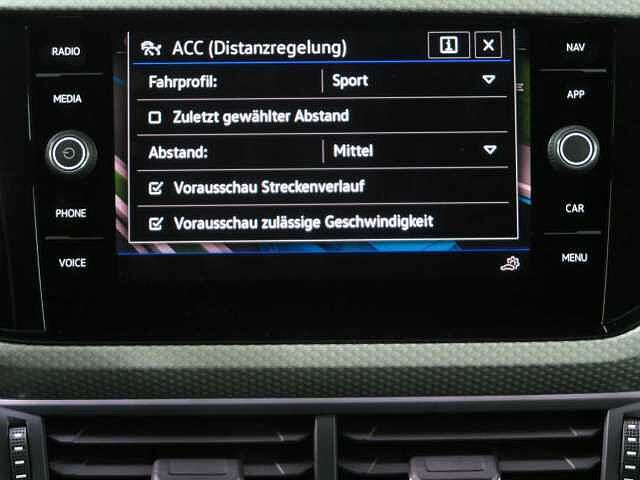 RADIO
MEDIA
PHONE
VOICE
ACC (Distanzregelung)
i
Fahrprofil: Sport
Zuletzt gewählter Abstand
Abstand: Mittel
Vorausschau Streckenverlauf
Vorausschau zulässige Geschwindigkeit
NAV
APP
CAR
MENU